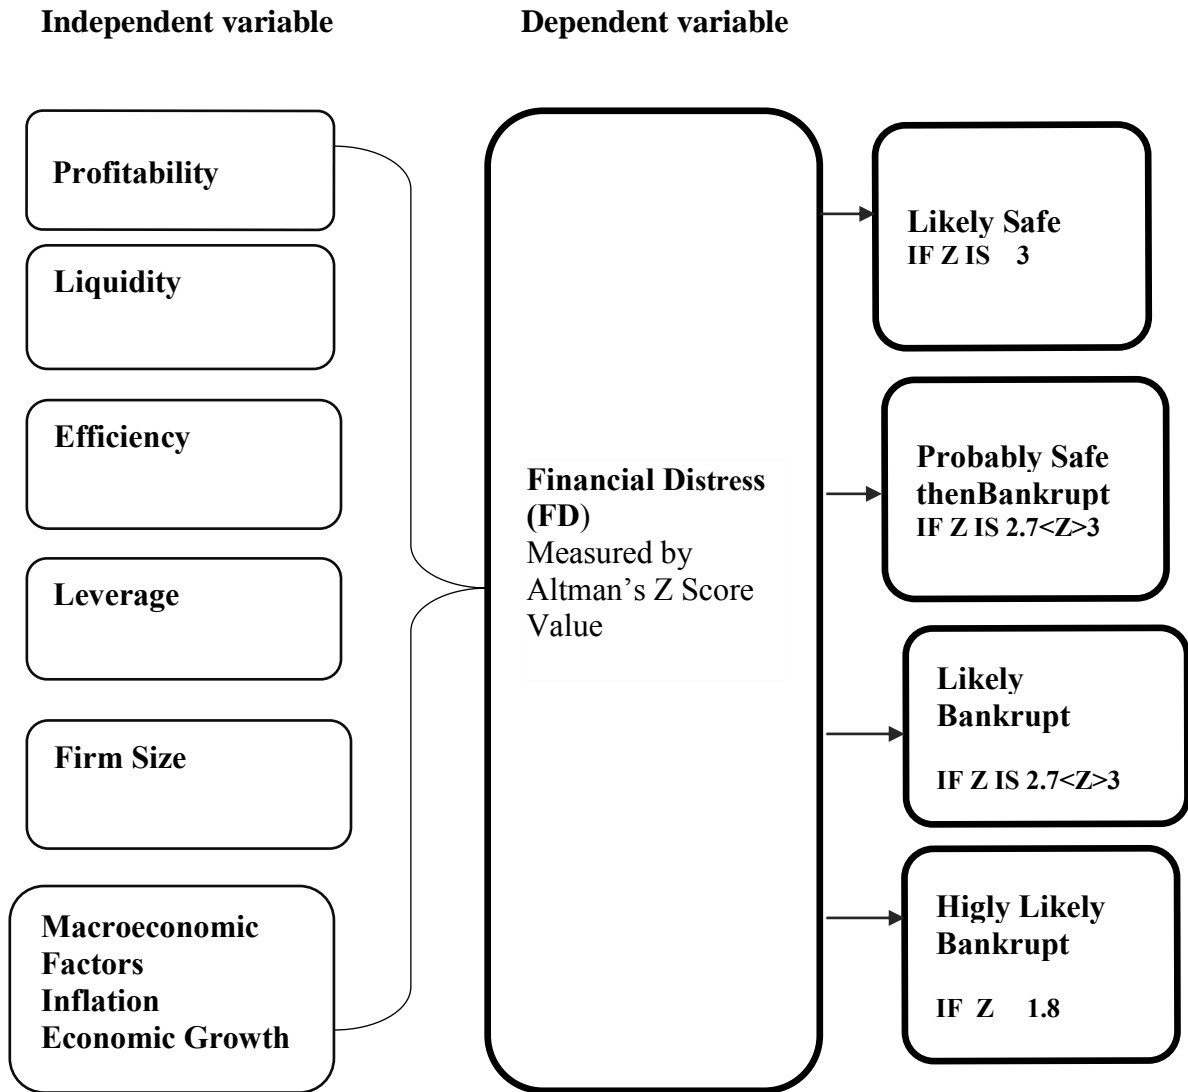 Independent variable
Dependent variable
Profitability
Liquidity
Efficiency
Leverage
Firm Size
Macroeconomic
Factors
Inflation
Economic Growth
Financial Distress
(FD)
Measured by
Altman’s Z Score
Value
Likely Safe
IF Z IS 3
Probably Safe
thenBankrupt
IF Z IS 2.7<Z>3
Likely
Bankrupt
IF Z IS 2.7<Z>3
Higly Likely
Bankrupt
IF Z 1.8